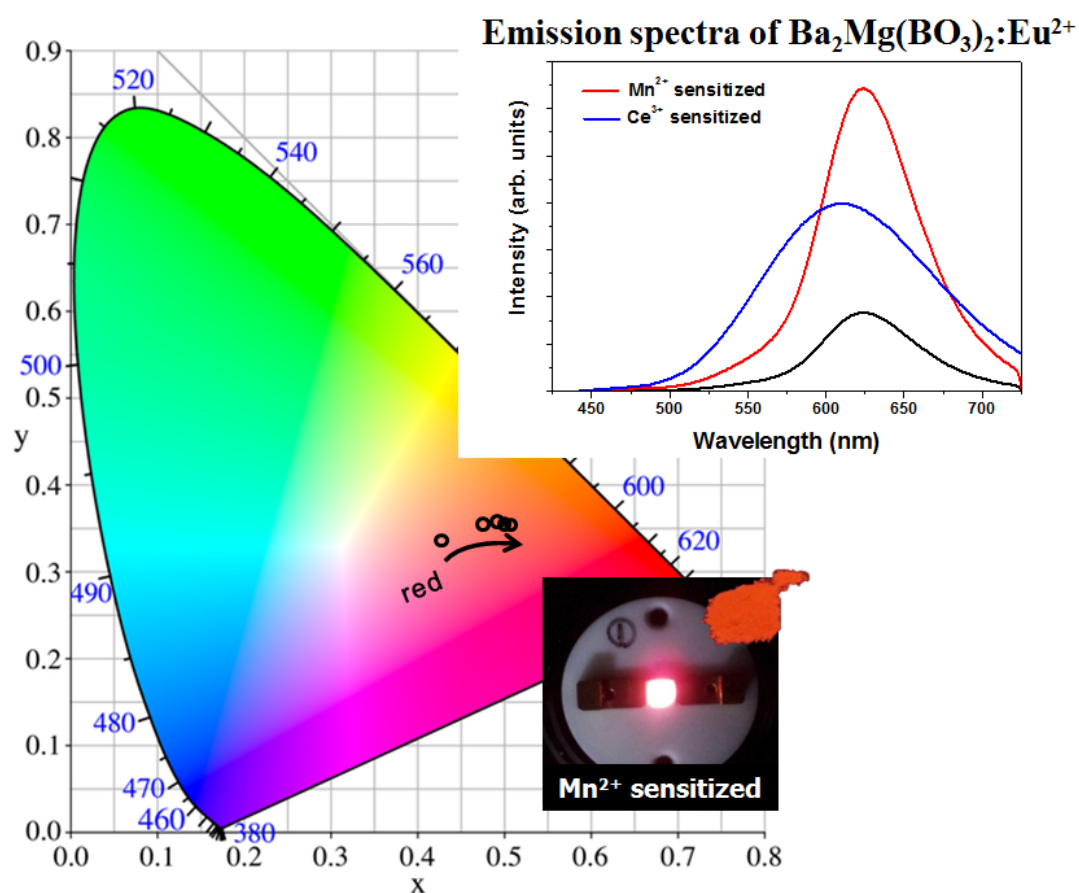 Emission spectra of Ba₂Mg(BO₃)₂:Eu²⁺
Mn²⁺ sensitized
Ce³⁺ sensitized
Intensity (arb. units)
450 500 550 600 650 700
Wavelength (nm)
0.9
0.8
0.7
0.6
0.5
0.4
0.3
0.2
0.1
0.0
y
520
540
560
500
600
620
490
480
470
460
380
red
Mn²⁺ sensitized
0.0 0.1 0.2 0.3 0.4 0.5 0.6 0.7 0.8
x